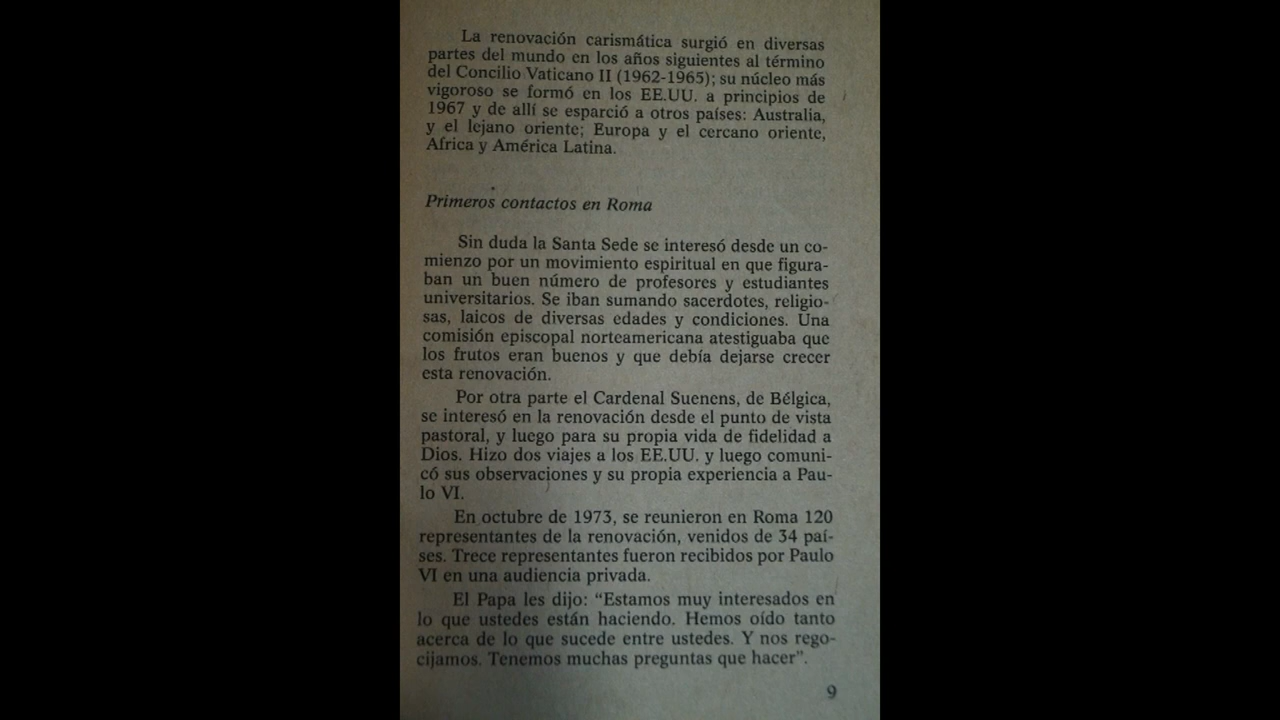 La renovación carismática surgió en diversas
partes del mundo en los años siguientes al término
del Concilio Vaticano II (1962-1965); su núcleo más
vigoroso se formó en los EE.UU. a principios de
1967 y de allí se esparció a otros países: Australia,
y el lejano oriente; Europa y el cercano oriente,
Africa y América Latina.
Primeros contactos en Roma
Sin duda la Santa Sede se interesó desde un co-
mienzo por un movimiento espiritual en que figura-
ban un buen número de profesores y estudiantes
universitarios. Se iban sumando sacerdotes, religio-
sas, laicos de diversas edades y condiciones. Una
comisión episcopal norteamericana atestiguaba que
los frutos eran buenos y que debía dejarse crecer
esta renovación.
Por otra parte el Cardenal Suenens, de Bélgica,
se interesó en la renovación desde el punto de vista
pastoral, y luego para su propia vida de fidelidad a
Dios. Hizo dos viajes a los EE.UU. y luego comuni-
có sus observaciones y su propia experiencia a Pau-
lo VI.
En octubre de 1973, se reunieron en Roma 120
representantes de la renovación, venidos de 34 paí-
ses. Trece representantes fueron recibidos por Paulo
VI en una audiencia privada.
El Papa les dijo: “Estamos muy interesados en
lo que ustedes están haciendo. Hemos oído tanto
acerca de lo que sucede entre ustedes. Y nos rego-
cijamos. Tenemos muchas preguntas que hacer”.
9